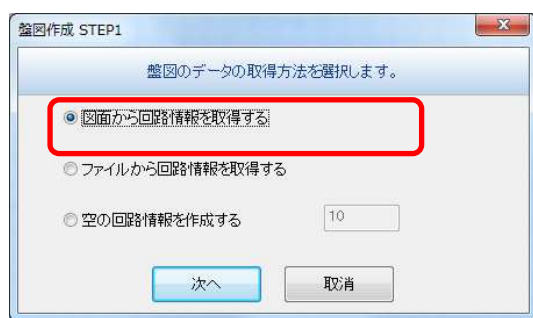 盤図作成 STEP1
盤図のデータの取得方法を選択します。
図面から回路情報を取得する
ファイルから回路情報を取得する
空の回路情報を作成する
10
次へ
取消